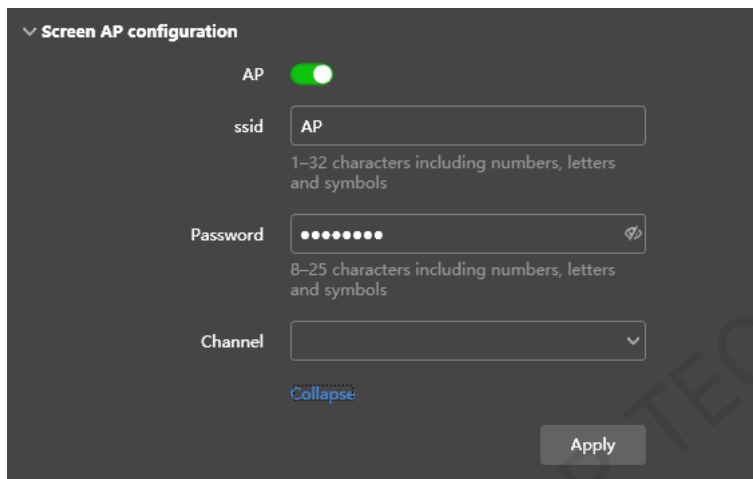 Screen AP configuration
AP
ssid
AP
1–32 characters including numbers, letters
and symbols
Password
••••••••
8–25 characters including numbers, letters
and symbols
Channel
Collapse
Apply